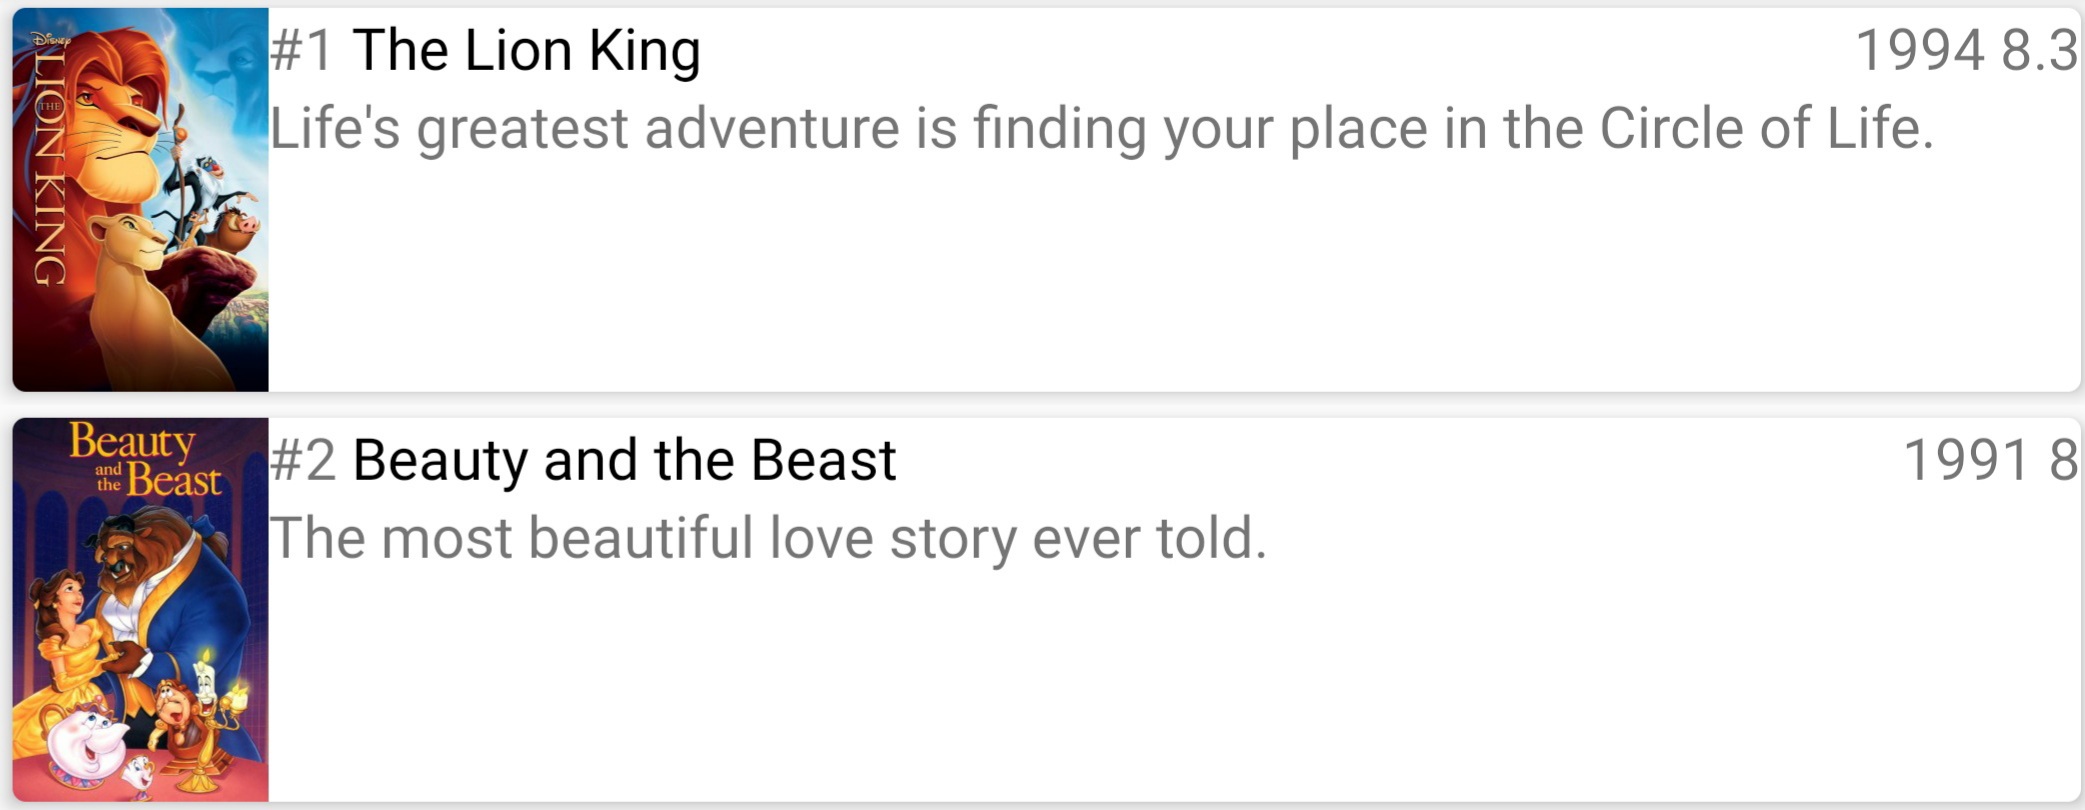 Disney
THE
LION KING
#1 The Lion King 1994 8.3
Life's greatest adventure is finding your place in the Circle of Life.
Beauty
and
the Beast
#2 Beauty and the Beast 1991 8
The most beautiful love story ever told.